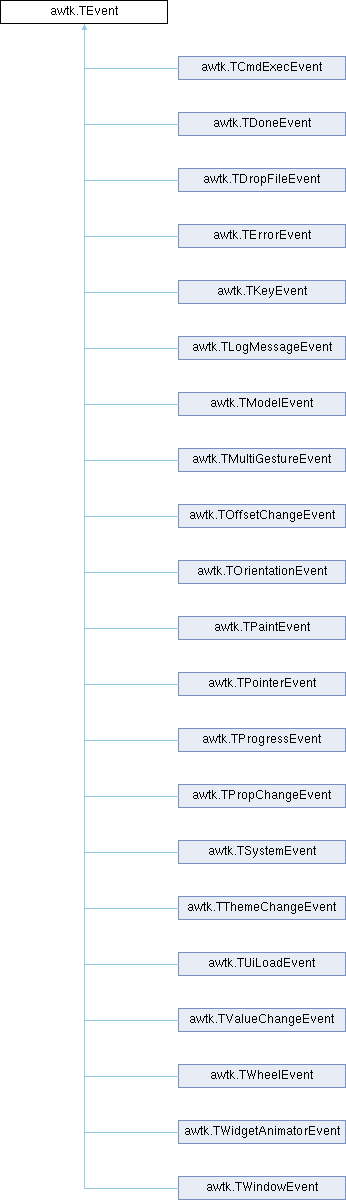 awtk.TEvent
awtk.TCmdExecEvent
awtk.TDoneEvent
awtk.TDropFileEvent
awtk.TErrorEvent
awtk.TKeyEvent
awtk.TLogMessageEvent
awtk.TModelEvent
awtk.TMultiGestureEvent
awtk.TOffsetChangeEvent
awtk.TOrientationEvent
awtk.TPaintEvent
awtk.TPointerEvent
awtk.TProgressEvent
awtk.TPropChangeEvent
awtk.TSystemEvent
awtk.TThemeChangeEvent
awtk.TUiLoadEvent
awtk.TValueChangeEvent
awtk.TWheelEvent
awtk.TWidgetAnimatorEvent
awtk.TWindowEvent